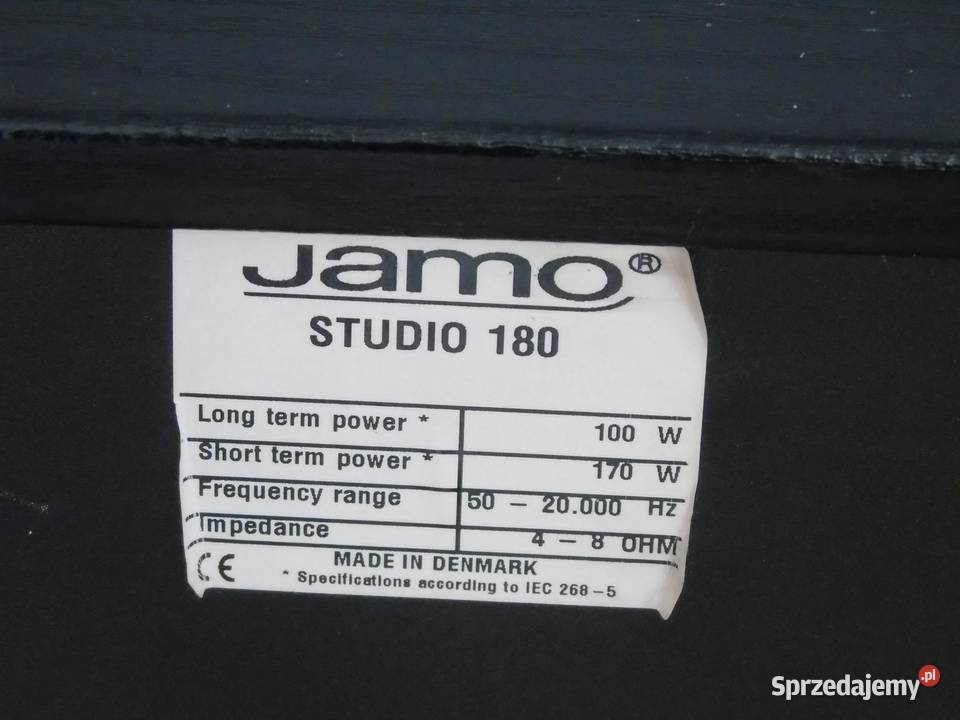 Jamo®
STUDIO 180
Long term power * 100 W
Short term power * 170 W
Frequency range 50 – 20.000 Hz
Impedance 4 – 8 OHM
CE MADE IN DENMARK
* Specifications according to IEC 268-5
Sprzedajemy.pl